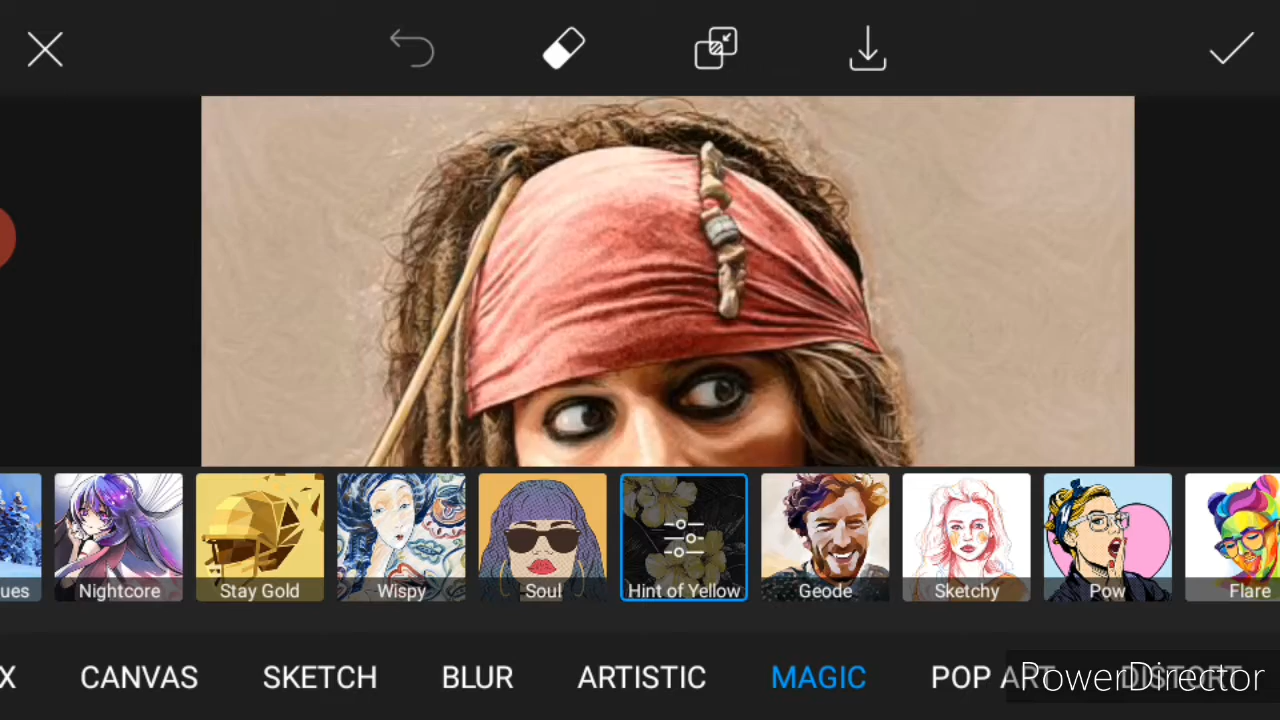 ues Nightcore Stay Gold Wispy Soul Hint of Yellow Geode Sketchy Pow Flare
X CANVAS SKETCH BLUR ARTISTIC MAGIC POP ART DISTORT
PowerDirector